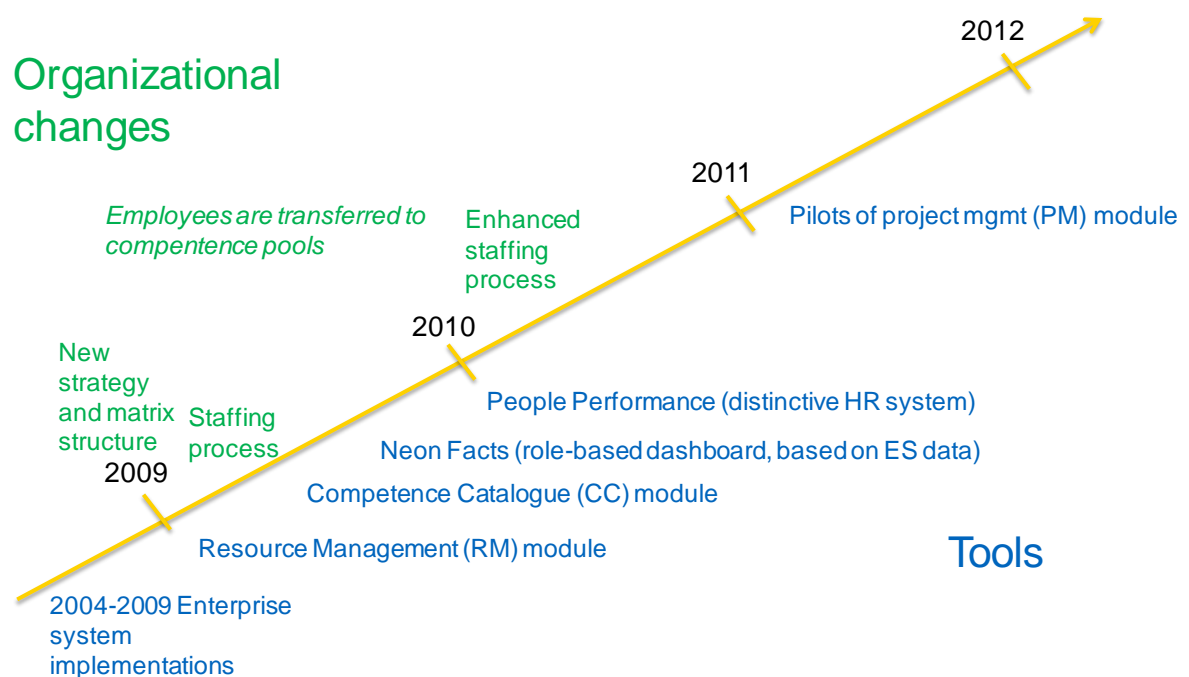 2012
Organizational
changes
2011
Employees are transferred to
compentence pools
Enhanced
staffing
process
Pilots of project mgmt (PM) module
2010
New
strategy
and matrix
structure
Staffing
process
People Performance (distinctive HR system)
Neon Facts (role-based dashboard, based on ES data)
2009
Competence Catalogue (CC) module
Resource Management (RM) module
Tools
2004-2009 Enterprise
system
implementations